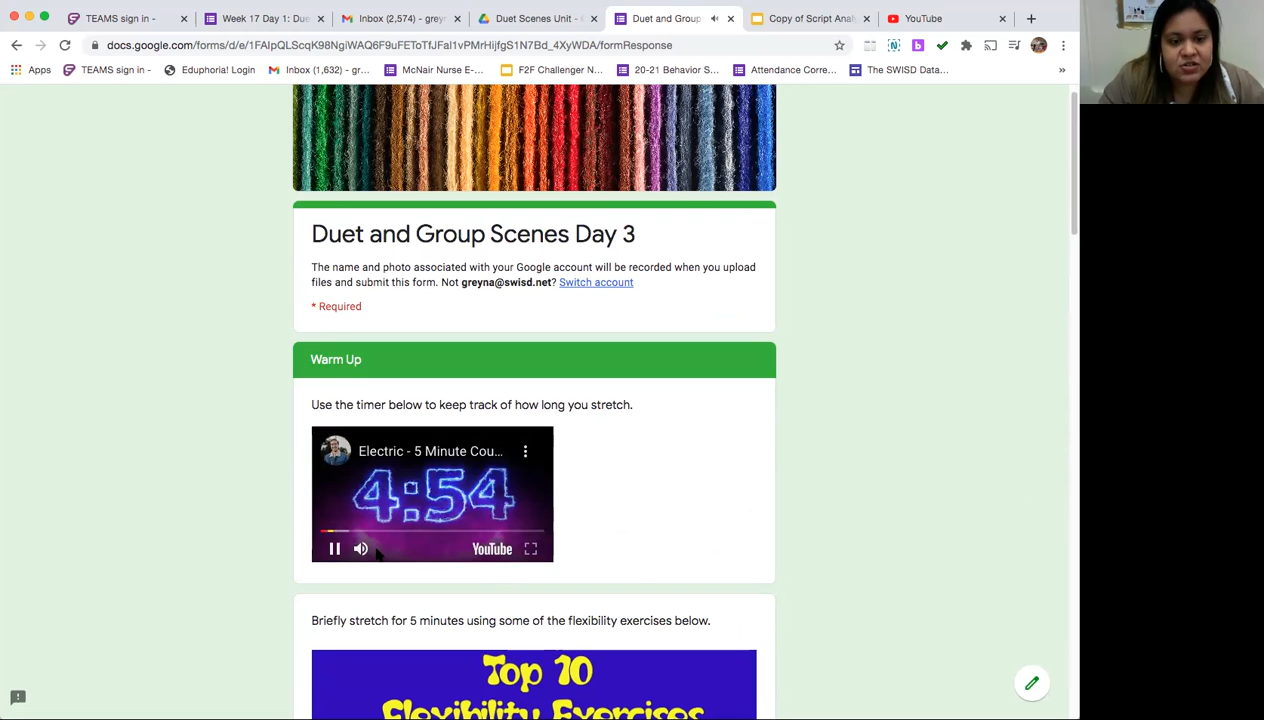 TEAMS sign in -
Week 17 Day 1: Due
Inbox (2,574) - grey
Duet Scenes Unit -
Duet and Group
Copy of Script Anal
YouTube
docs.google.com/forms/d/e/1FAIpQLScqK98NgiWAQ6F9uFEToTfJFaI1vPMrHijfgS1N7Bd_4XyWDA/formResponse
Apps
TEAMS sign in -
Euphoria! Login
Inbox (1,632) - gr...
McNair Nurse E-...
F2F Challenger N...
20-21 Behavior S...
Attendance Corre...
The SWISD Data...
»
Duet and Group Scenes Day 3
The name and photo associated with your Google account will be recorded when you upload
files and submit this form. Not greyna@swisd.net? Switch account
* Required
Warm Up
Use the timer below to keep track of how long you stretch.
Electric - 5 Minute Cou...
4:54
YouTube
Briefly stretch for 5 minutes using some of the flexibility exercises below.
Top 10
Flexibility Exercises